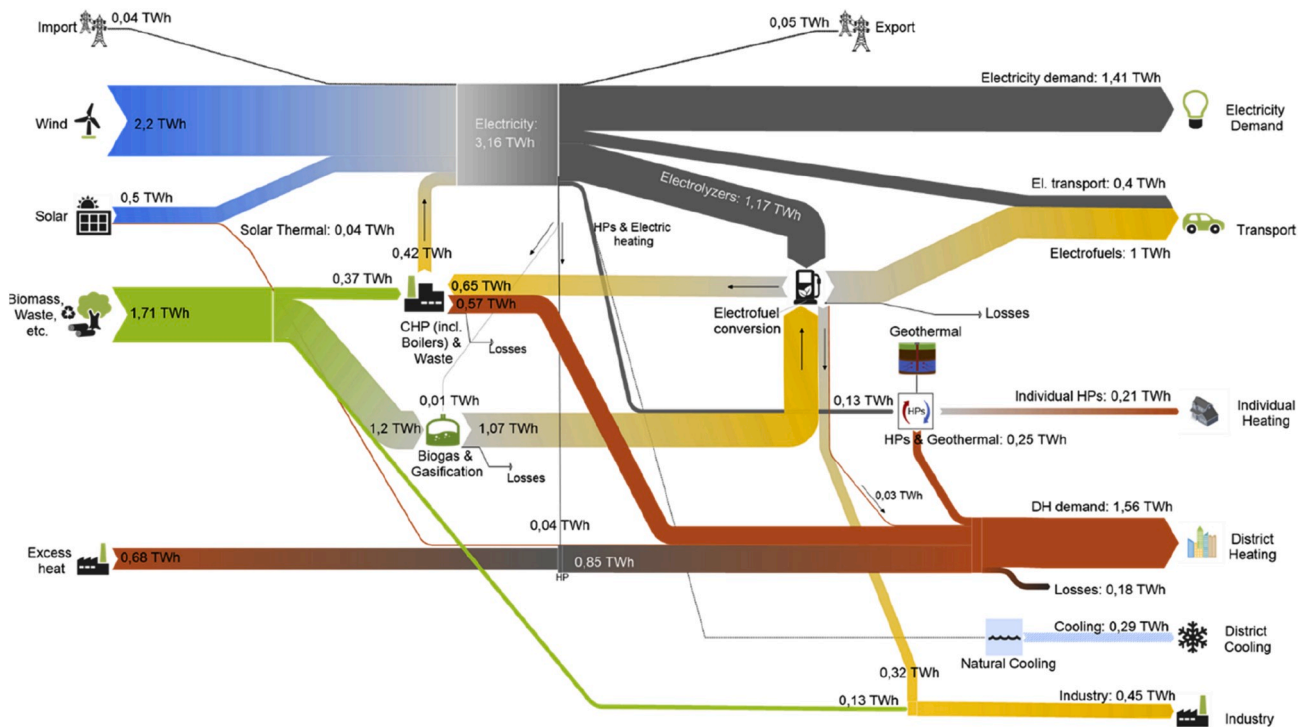 Import
0,04 TWh
0,05 TWh
Export
Wind
2,2 TWh
Electricity:
3,16 TWh
Electricity demand: 1,41 TWh
Electricity
Demand
Electrolyzers: 1,17 TWh
El. transport: 0,4 TWh
Solar
0,5 TWh
Solar Thermal: 0,04 TWh
HPs & Electric
heating
Transport
Electrofuels: 1 TWh
0,42 TWh
0,37 TWh
0,65 TWh
0,57 TWh
Biomass,
Waste,
etc.
1,71 TWh
CHP (incl.
Boilers) & Waste
Losses
Electrofuel
conversion
Losses
Geothermal
0,01 TWh
1,2 TWh
1,07 TWh
Biogas &
Gasification
Losses
0,13 TWh
HPs
Individual HPs: 0,21 TWh
HPs & Geothermal: 0,25 TWh
Individual
Heating
0,03 TWh
DH demand: 1,56 TWh
District
Heating
Excess
heat
0,68 TWh
0,04 TWh
0,85 TWh
HP
Losses: 0,18 TWh
Cooling: 0,29 TWh
Natural Cooling
District
Cooling
0,32 TWh
0,13 TWh
Industry: 0,45 TWh
Industry